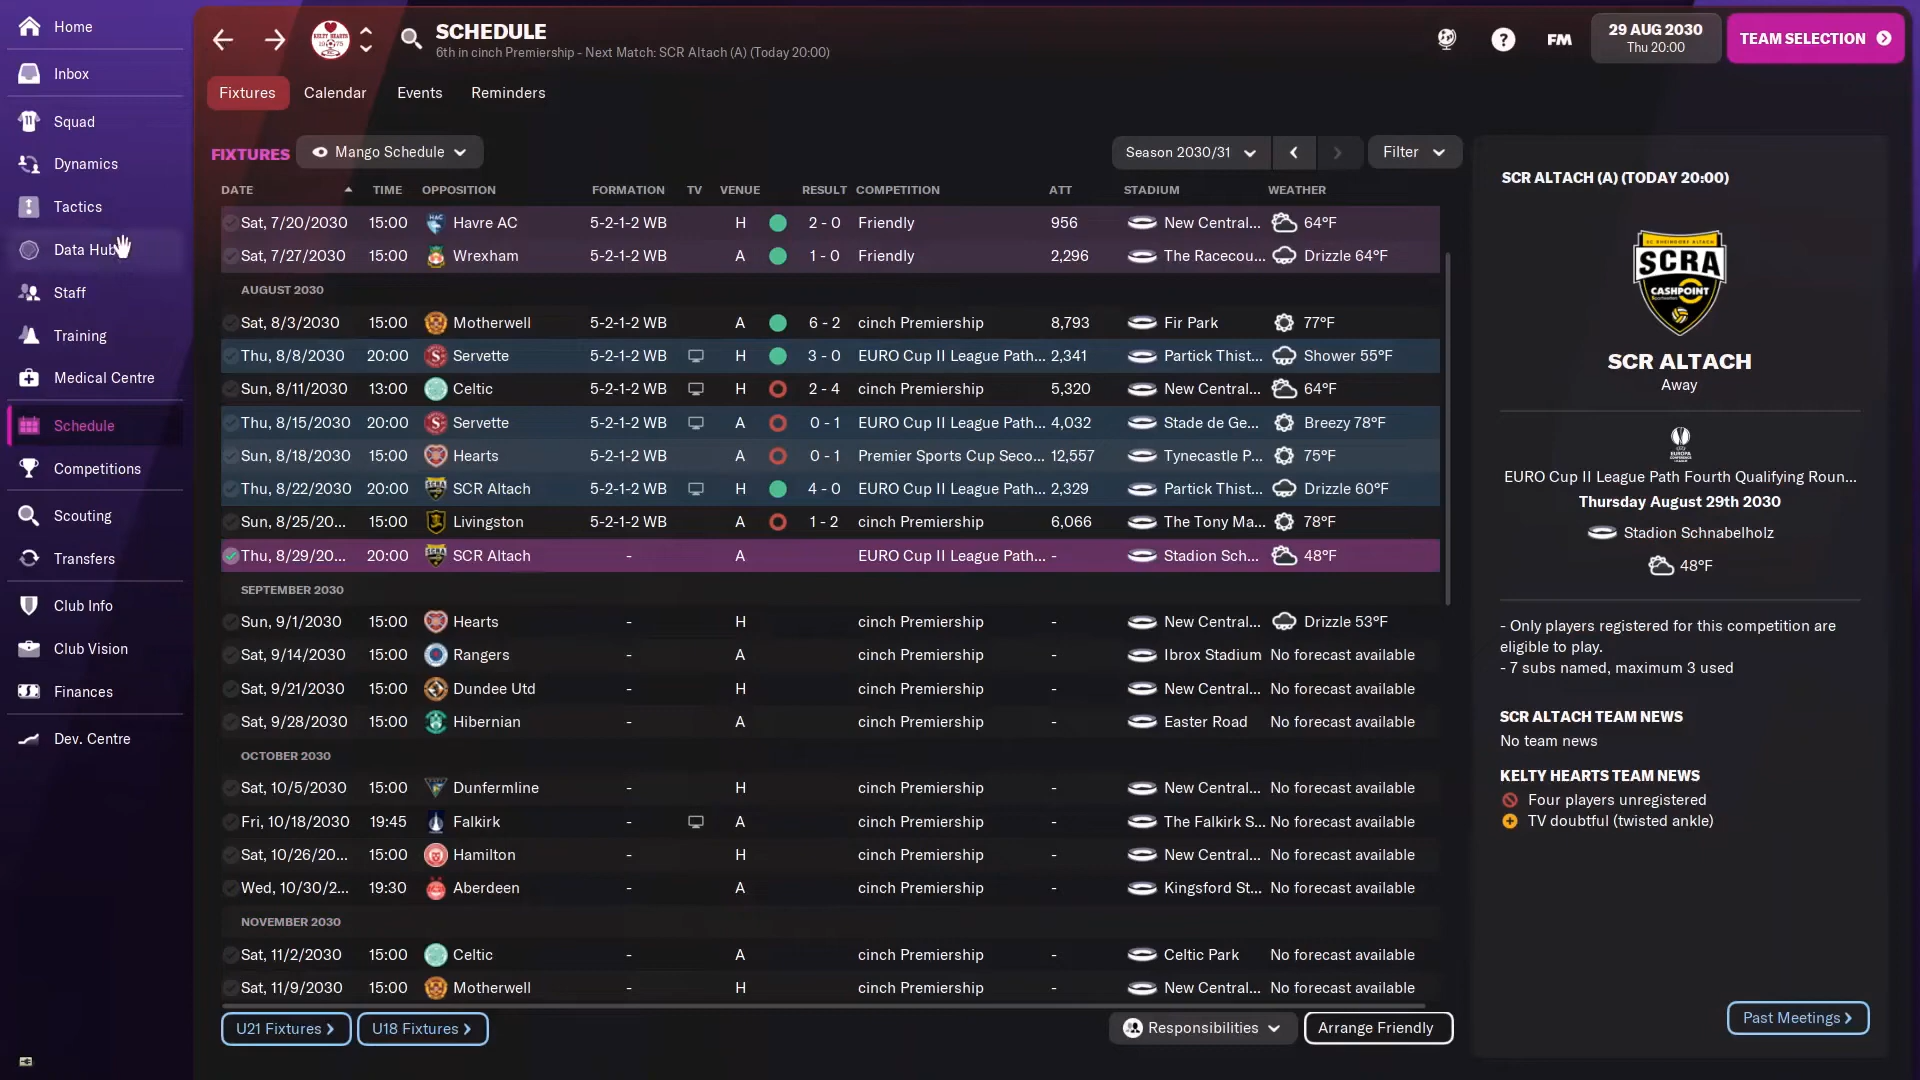 Home
Inbox
Squad
Dynamics
Tactics
Data Hub
Staff
Training
Medical Centre
Schedule
Competitions
Scouting
Transfers
Club Info
Club Vision
Finances
Dev. Centre
SCHEDULE
6th in cinch Premiership - Next Match: SCR Altach (A) (Today 20:00)
FM
29 AUG 2030
Thu 20:00
TEAM SELECTION
Fixtures Calendar Events Reminders
FIXTURES Mango Schedule Season 2030/31 Filter
DATE TIME OPPOSITION FORMATION TV VENUE RESULT COMPETITION ATT STADIUM WEATHER
Sat, 7/20/2030 15:00 Havre AC 5-2-1-2 WB H 2 - 0 Friendly 956 New Central... 64°F
Sat, 7/27/2030 15:00 Wrexham 5-2-1-2 WB A 1 - 0 Friendly 2,296 The Racecou... Drizzle 64°F
AUGUST 2030
Sat, 8/3/2030 15:00 Motherwell 5-2-1-2 WB A 6 - 2 cinch Premiership 8,793 Fir Park 77°F
Thu, 8/8/2030 20:00 Servette 5-2-1-2 WB H 3 - 0 EURO Cup II League Path... 2,341 Partick Thist... Shower 55°F
Sun, 8/11/2030 13:00 Celtic 5-2-1-2 WB H 2 - 4 cinch Premiership 5,320 New Central... 64°F
Thu, 8/15/2030 20:00 Servette 5-2-1-2 WB A 0 - 1 EURO Cup II League Path... 4,032 Stade de Ge... Breezy 78°F
Sun, 8/18/2030 15:00 Hearts 5-2-1-2 WB A 0 - 1 Premier Sports Cup Seco... 12,557 Tynecastle P... 75°F
Thu, 8/22/2030 20:00 SCR Altach 5-2-1-2 WB H 4 - 0 EURO Cup II League Path... 2,329 Partick Thist... Drizzle 60°F
Sun, 8/25/20... 15:00 Livingston 5-2-1-2 WB A 1 - 2 cinch Premiership 6,066 The Tony Ma... 78°F
Thu, 8/29/20... 20:00 SCR Altach - A EURO Cup II League Path... - Stadion Sch... 48°F
SEPTEMBER 2030
Sun, 9/1/2030 15:00 Hearts - H cinch Premiership - New Central... Drizzle 53°F
Sat, 9/14/2030 15:00 Rangers - A cinch Premiership - Ibrox Stadium No forecast available
Sat, 9/21/2030 15:00 Dundee Utd - H cinch Premiership - New Central... No forecast available
Sat, 9/28/2030 15:00 Hibernian - A cinch Premiership - Easter Road No forecast available
OCTOBER 2030
Sat, 10/5/2030 15:00 Dunfermline - H cinch Premiership - New Central... No forecast available
Fri, 10/18/2030 19:45 Falkirk - A cinch Premiership - The Falkirk S... No forecast available
Sat, 10/26/20... 15:00 Hamilton - H cinch Premiership - New Central... No forecast available
Wed, 10/30/2... 19:30 Aberdeen - A cinch Premiership - Kingsford St... No forecast available
NOVEMBER 2030
Sat, 11/2/2030 15:00 Celtic - A cinch Premiership - Celtic Park No forecast available
Sat, 11/9/2030 15:00 Motherwell - H cinch Premiership - New Central... No forecast available
U21 Fixtures U18 Fixtures Responsibilities Arrange Friendly
SCR ALTACH (A) (TODAY 20:00)
SCRA
CASHPOINT
SCR ALTACH
Away
EURO Cup II League Path Fourth Qualifying Roun...
Thursday August 29th 2030
Stadion Schnabelholz
48°F
- Only players registered for this competition are
eligible to play.
- 7 subs named, maximum 3 used
SCR ALTACH TEAM NEWS
No team news
KELTY HEARTS TEAM NEWS
Four players unregistered
TV doubtful (twisted ankle)
Past Meetings